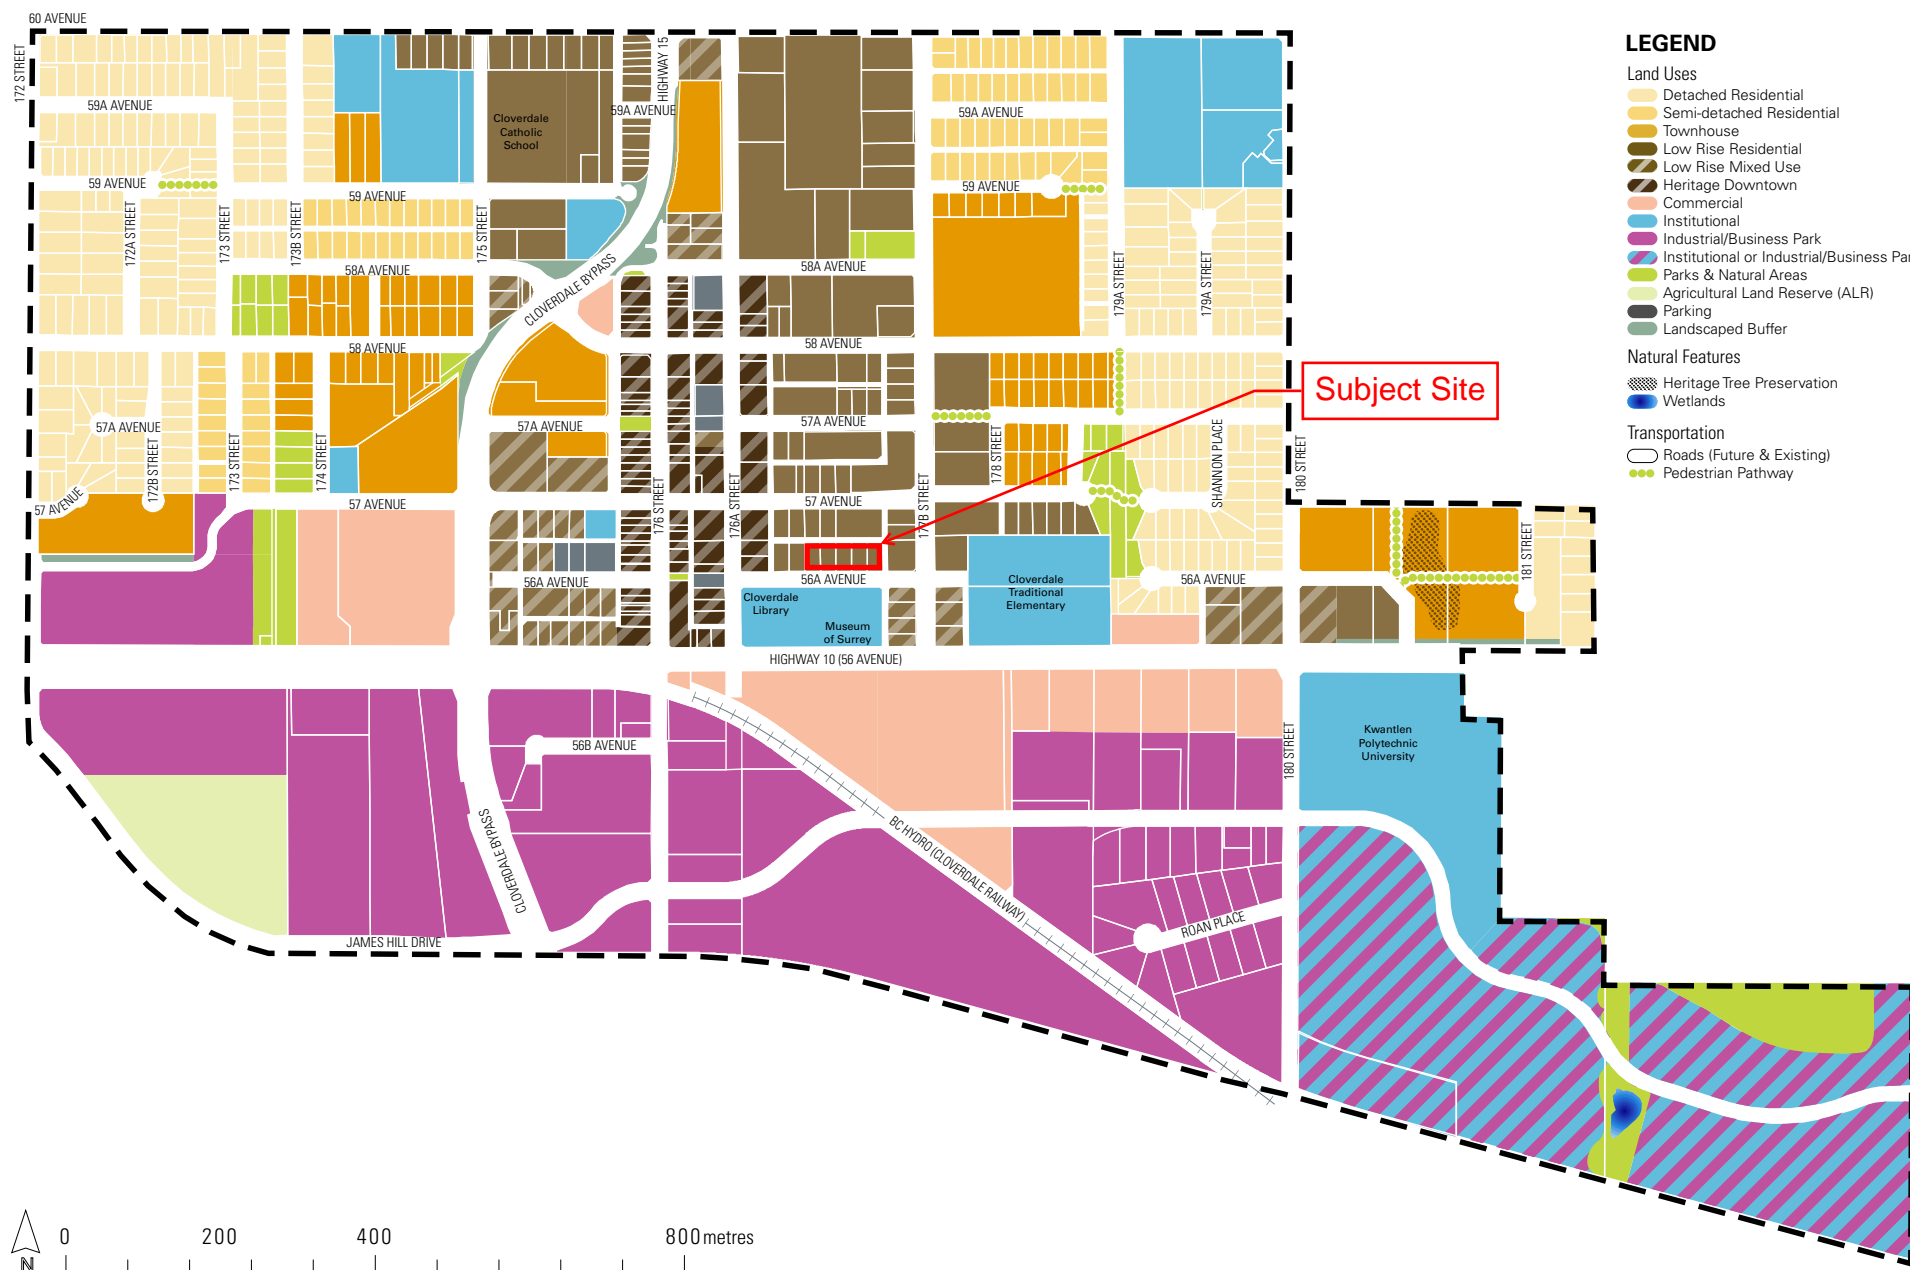 60 AVENUE
172 STREET
HIGHWAY 15
59A AVENUE
59A AVENUE
59A AVENUE
Cloverdale
Catholic
School
59 AVENUE
59 AVENUE
59 AVENUE
172A STREET
173 STREET
173B STREET
175 STREET
58A AVENUE
CLOVERDALE BYPASS
58A AVENUE
179A STREET
179A STREET
58 AVENUE
58 AVENUE
57A AVENUE
57A AVENUE
57A AVENUE
172B STREET
173 STREET
174 STREET
176 STREET
176A STREET
177B STREET
178 STREET
SHANNON PLACE
180 STREET
57 AVENUE
57 AVENUE
57 AVENUE
181 STREET
56A AVENUE
56A AVENUE
56A AVENUE
Cloverdale
Library
Museum
of Surrey
Cloverdale
Traditional
Elementary
HIGHWAY 10 (56 AVENUE)
56B AVENUE
180 STREET
Kwantlen
Polytechnic
University
CLOVERDALE BYPASS
BC HYDRO (CLOVERDALE RAILWAY)
ROAN PLACE
JAMES HILL DRIVE
Subject Site
LEGEND
Land Uses
Detached Residential
Semi-detached Residential
Townhouse
Low Rise Residential
Low Rise Mixed Use
Heritage Downtown
Commercial
Institutional
Industrial/Business Park
Institutional or Industrial/Business Par
Parks & Natural Areas
Agricultural Land Reserve (ALR)
Parking
Landscaped Buffer
Natural Features
Heritage Tree Preservation
Wetlands
Transportation
Roads (Future & Existing)
Pedestrian Pathway
N
0 200 400 800 metres